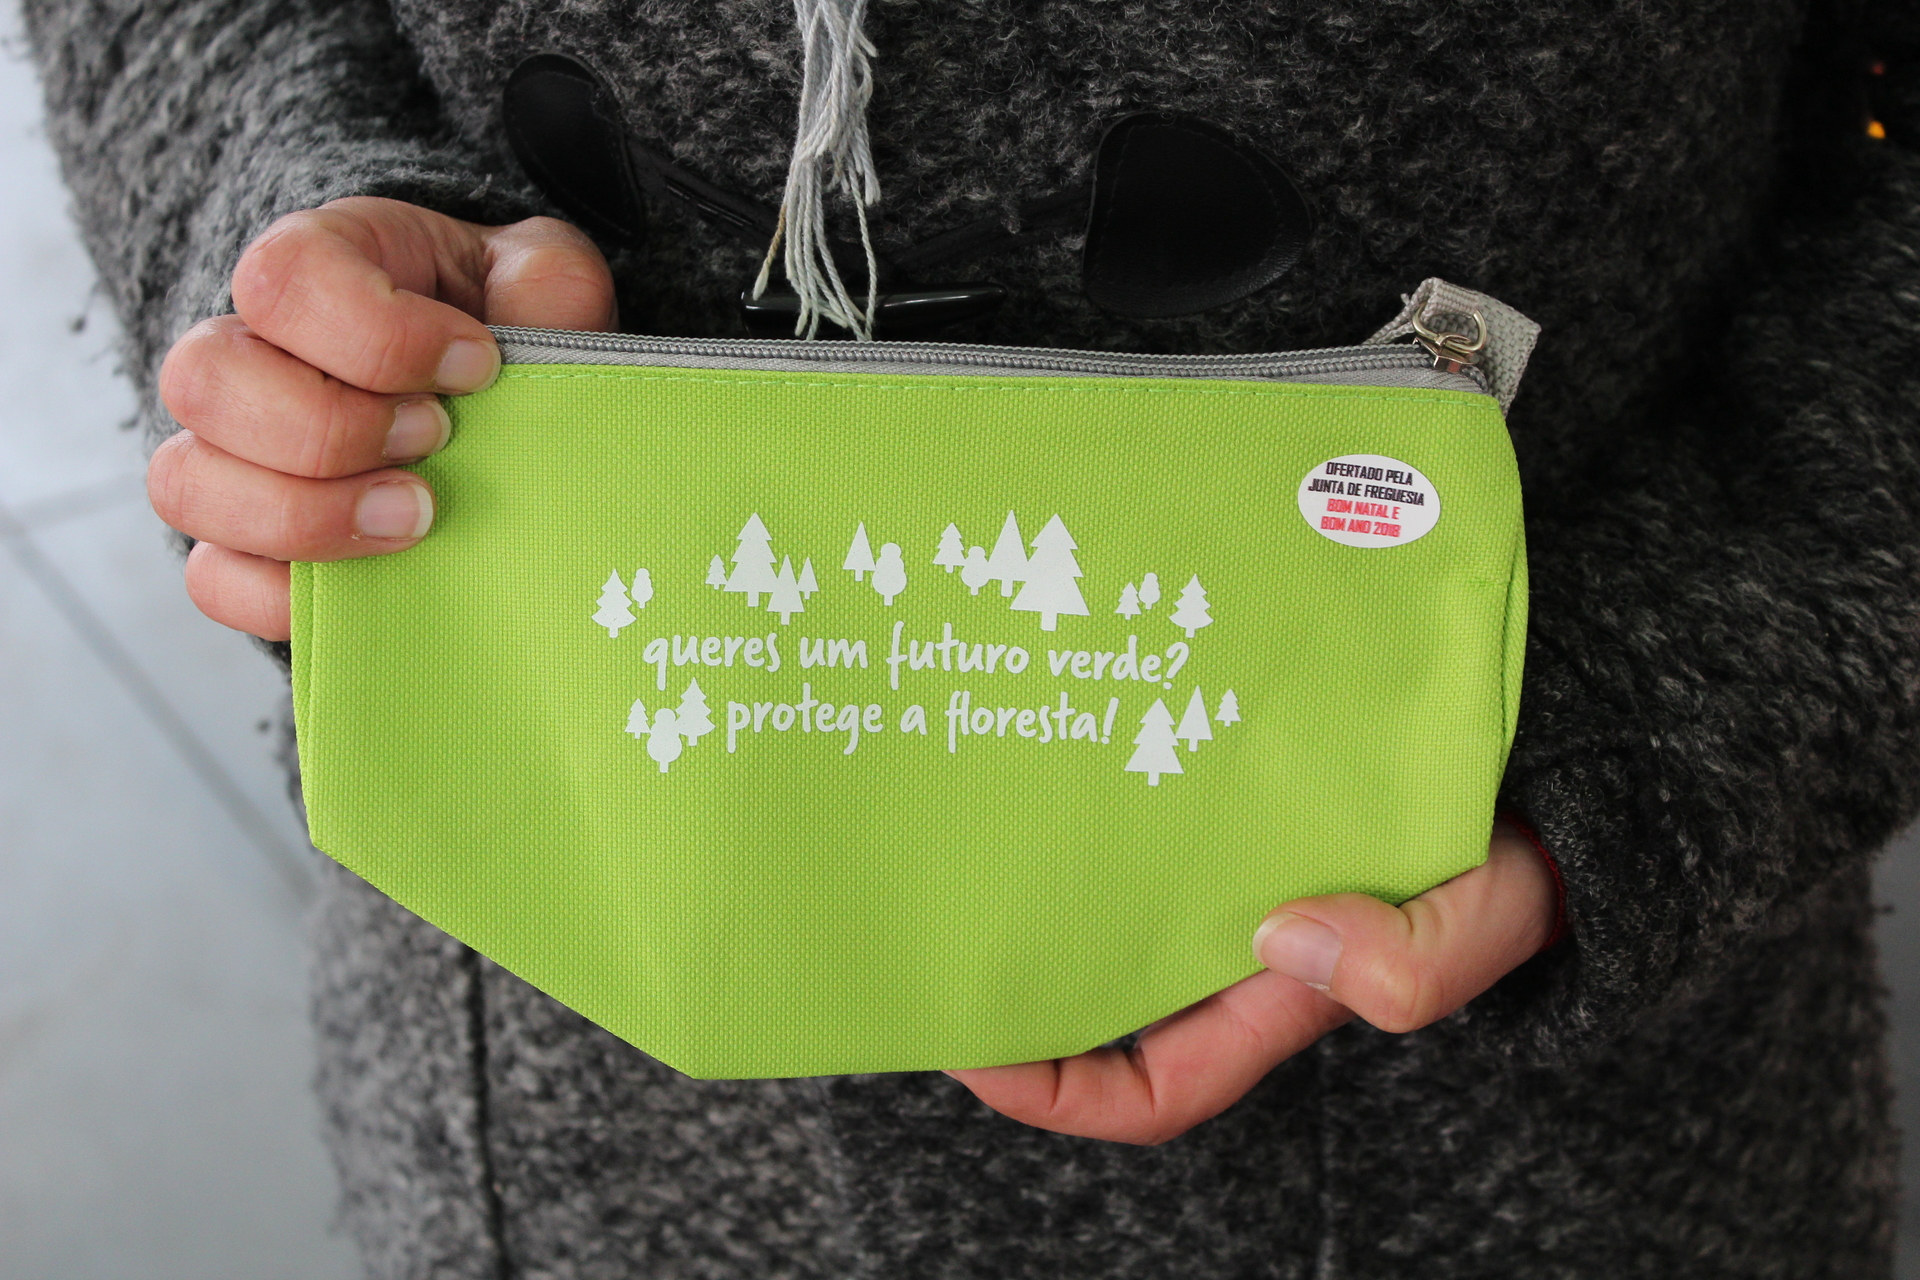 OFERTADO PELA
JUNTA DE FREGUESIA
BOM NATAL E
BOM ANO 2018
queres um futuro verde?
protege a floresta!